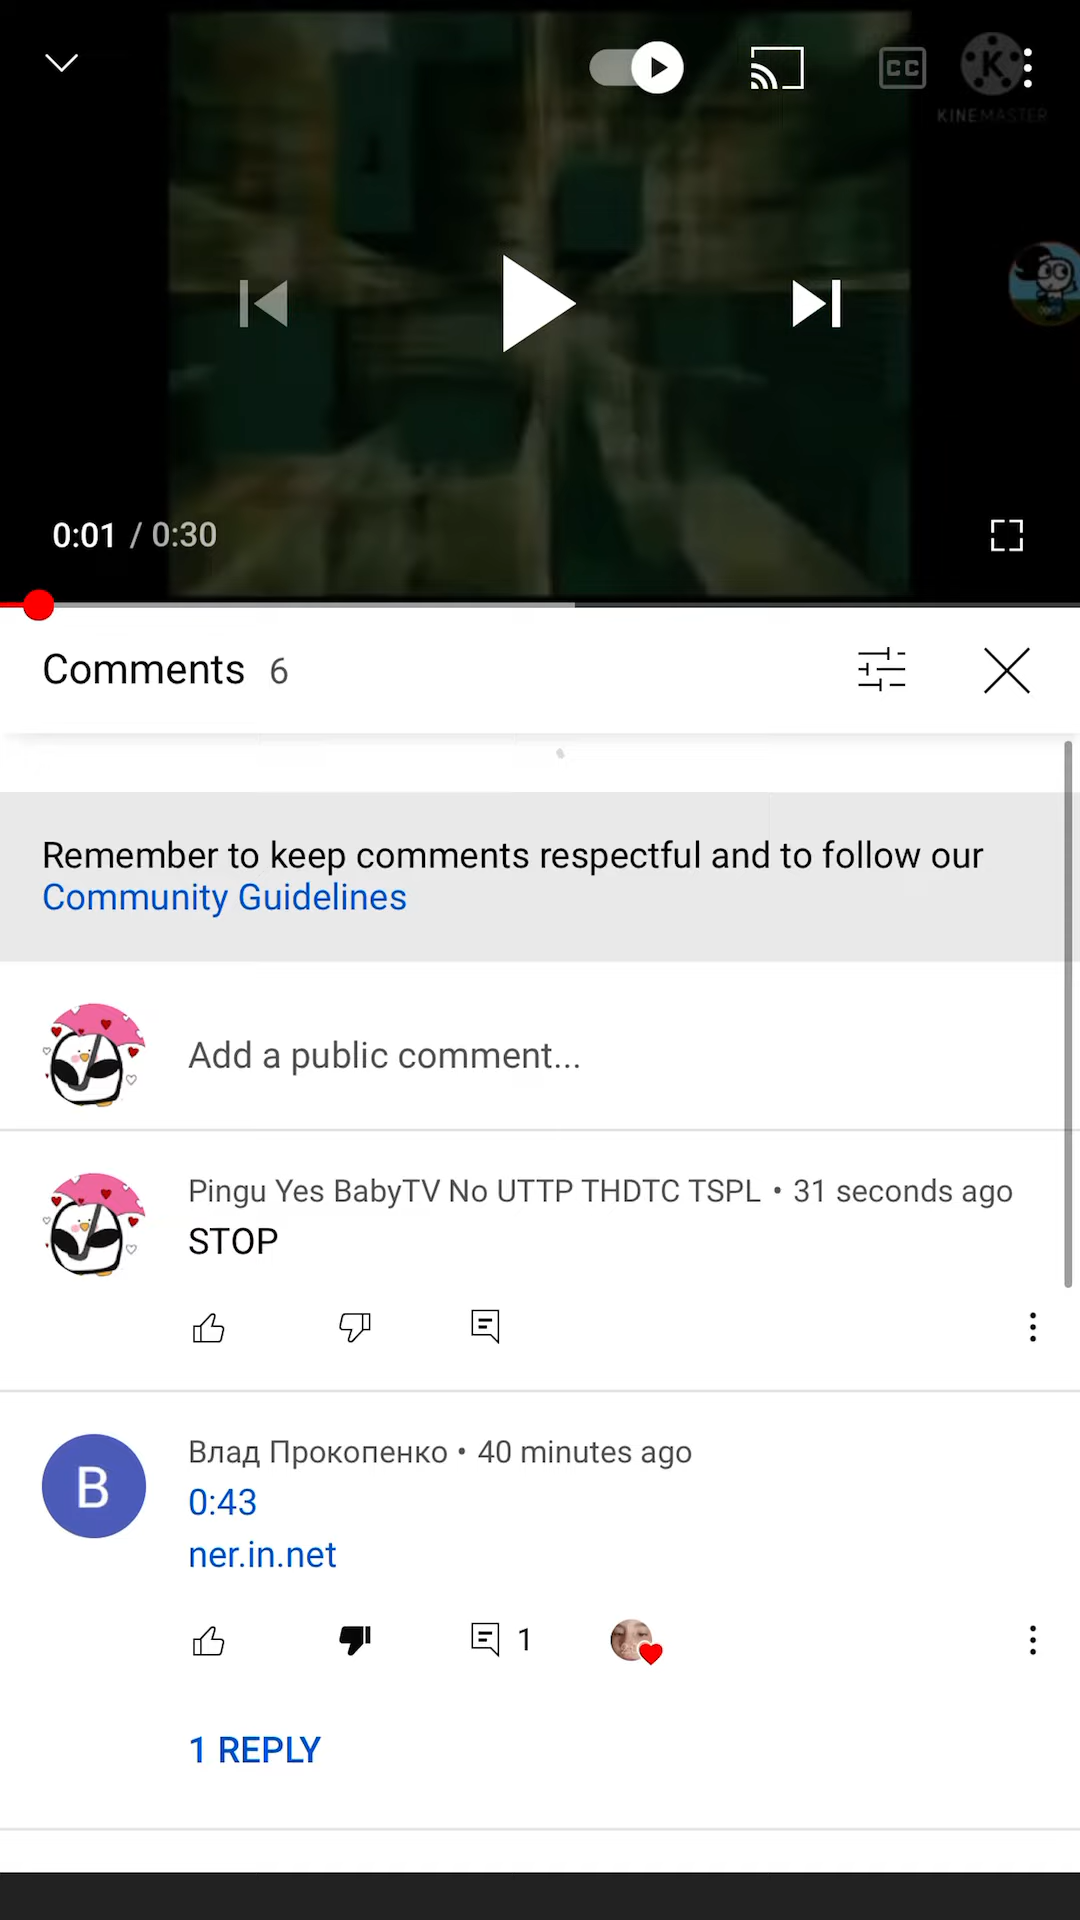 CC
K
KINEMASTER
0:01 / 0:30
Comments 6
Remember to keep comments respectful and to follow our
Community Guidelines
Add a public comment...
Pingu Yes BabyTV No UTTP THDTC TSPL • 31 seconds ago
STOP
В
Влад Прокопенко • 40 minutes ago
0:43
ner.in.net
1
1 REPLY